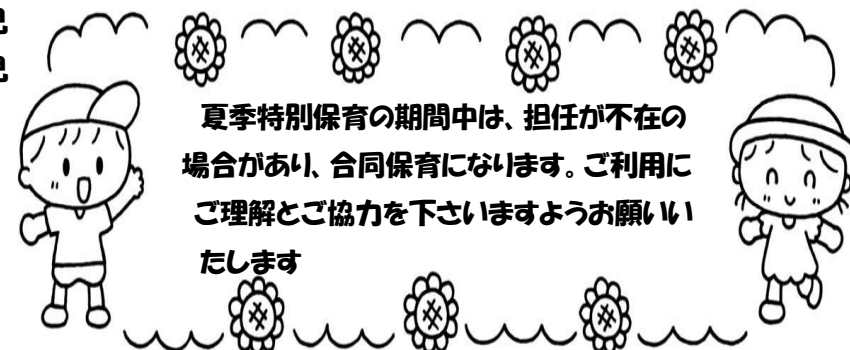 夏季特別保育の期間中は、担任が不在の
場合があり、合同保育になります。ご利用に
ご理解とご協力を下さいますようお願いい
たします